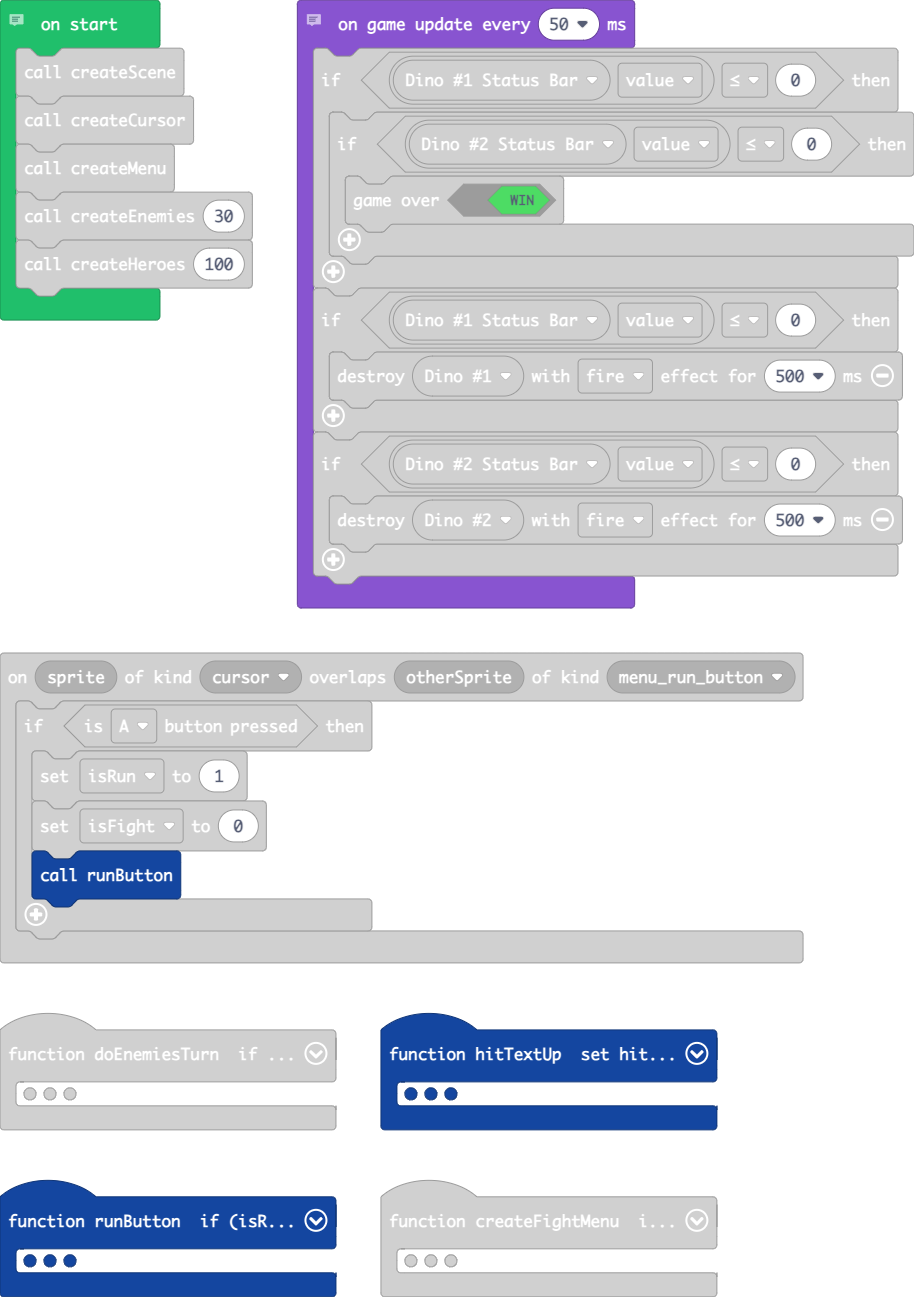 on start
call createScene
call createCursor
call createMenu
call createEnemies 30
call createHeroes 100
on game update every 50 ms
if Dino #1 Status Bar value ≤ 0 then
if Dino #2 Status Bar value ≤ 0 then
game over WIN
if Dino #1 Status Bar value ≤ 0 then
destroy Dino #1 with fire effect for 500 ms
if Dino #2 Status Bar value ≤ 0 then
destroy Dino #2 with fire effect for 500 ms
on sprite of kind cursor overlaps otherSprite of kind menu_run_button
if is A button pressed then
set isRun to 1
set isFight to 0
call runButton
function doEnemiesTurn if ...
function hitTextUp set hit...
function runButton if (isR...
function createFightMenu i...